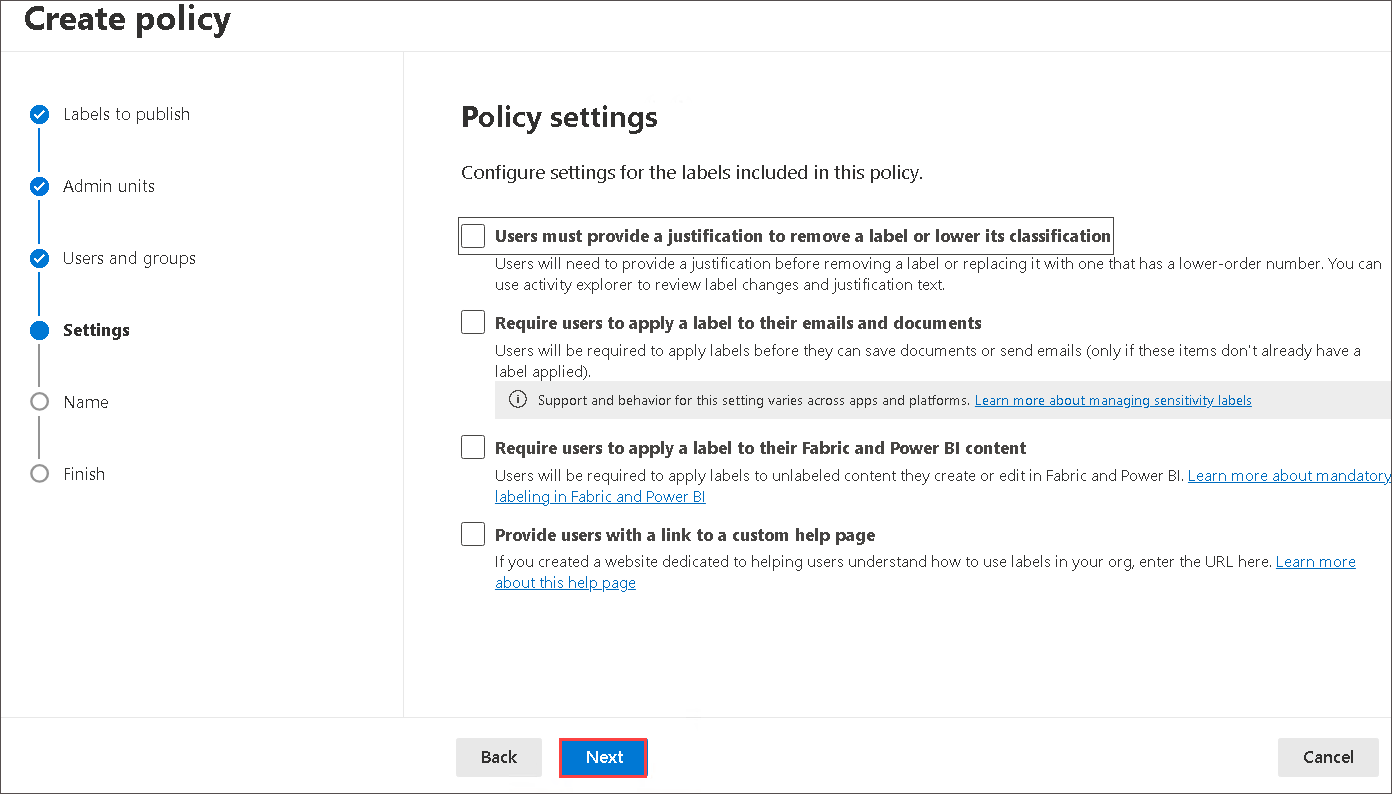 Create policy
Labels to publish
Admin units
Users and groups
Settings
Name
Finish
Policy settings
Configure settings for the labels included in this policy.
Users must provide a justification to remove a label or lower its classification
Users will need to provide a justification before removing a label or replacing it with one that has a lower-order number. You can
use activity explorer to review label changes and justification text.
Require users to apply a label to their emails and documents
Users will be required to apply labels before they can save documents or send emails (only if these items don't already have a
label applied).
Support and behavior for this setting varies across apps and platforms. Learn more about managing sensitivity labels
Require users to apply a label to their Fabric and Power BI content
Users will be required to apply labels to unlabeled content they create or edit in Fabric and Power BI. Learn more about mandatory
labeling in Fabric and Power BI
Provide users with a link to a custom help page
If you created a website dedicated to helping users understand how to use labels in your org, enter the URL here. Learn more
about this help page
Back
Next
Cancel